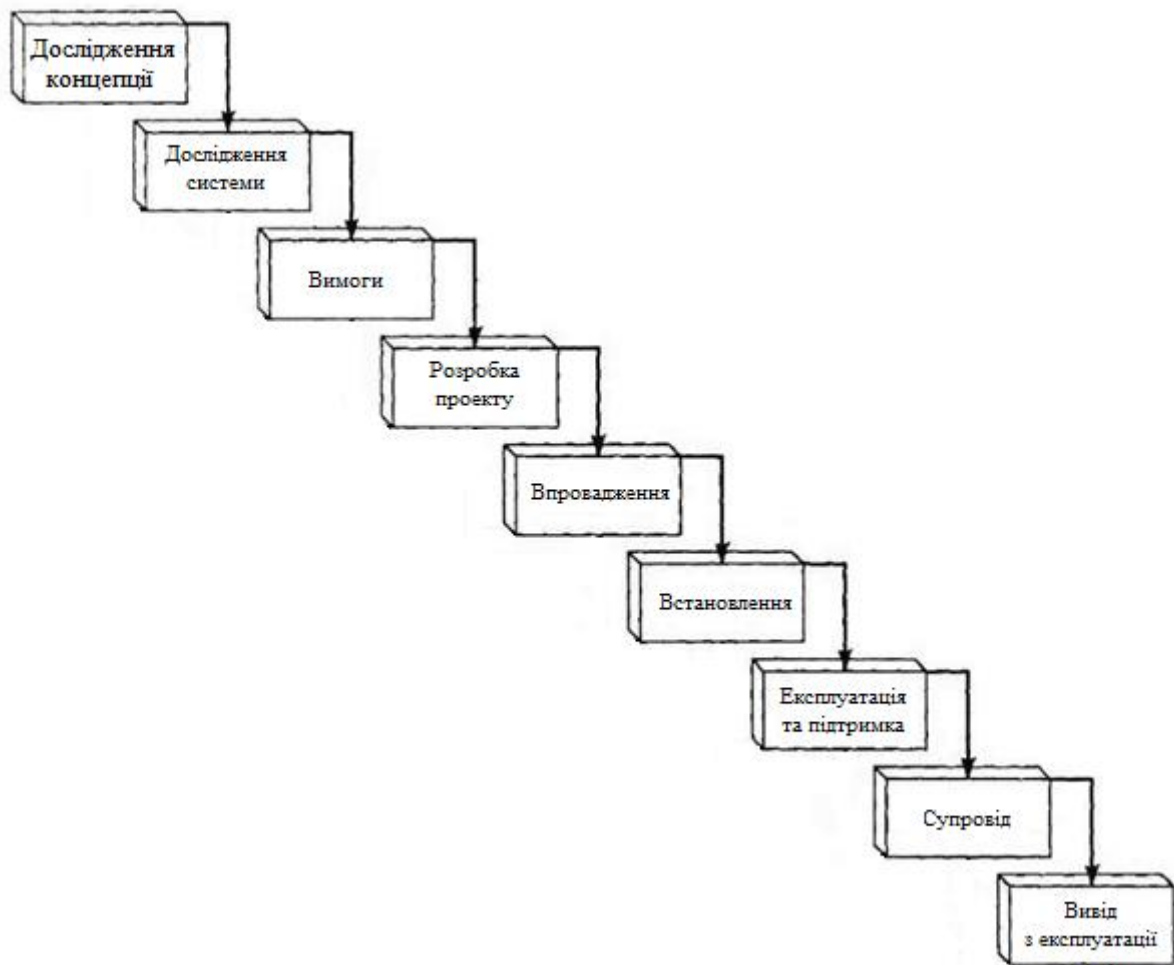 Дослідження
концепції
Дослідження
системи
Вимоги
Розробка
проекту
Впровадження
Встановлення
Експлуатація
та підтримка
Супровід
Вивід
з експлуатації